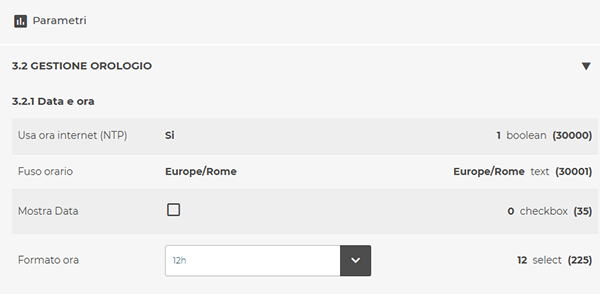 Parametri
3.2 GESTIONE OROLOGIO
3.2.1 Data e ora
Usa ora internet (NTP) Si 1 boolean (30000)
Fuso orario Europe/Rome Europe/Rome text (30001)
Mostra Data 0 checkbox (35)
Formato ora 12h 12 select (225)